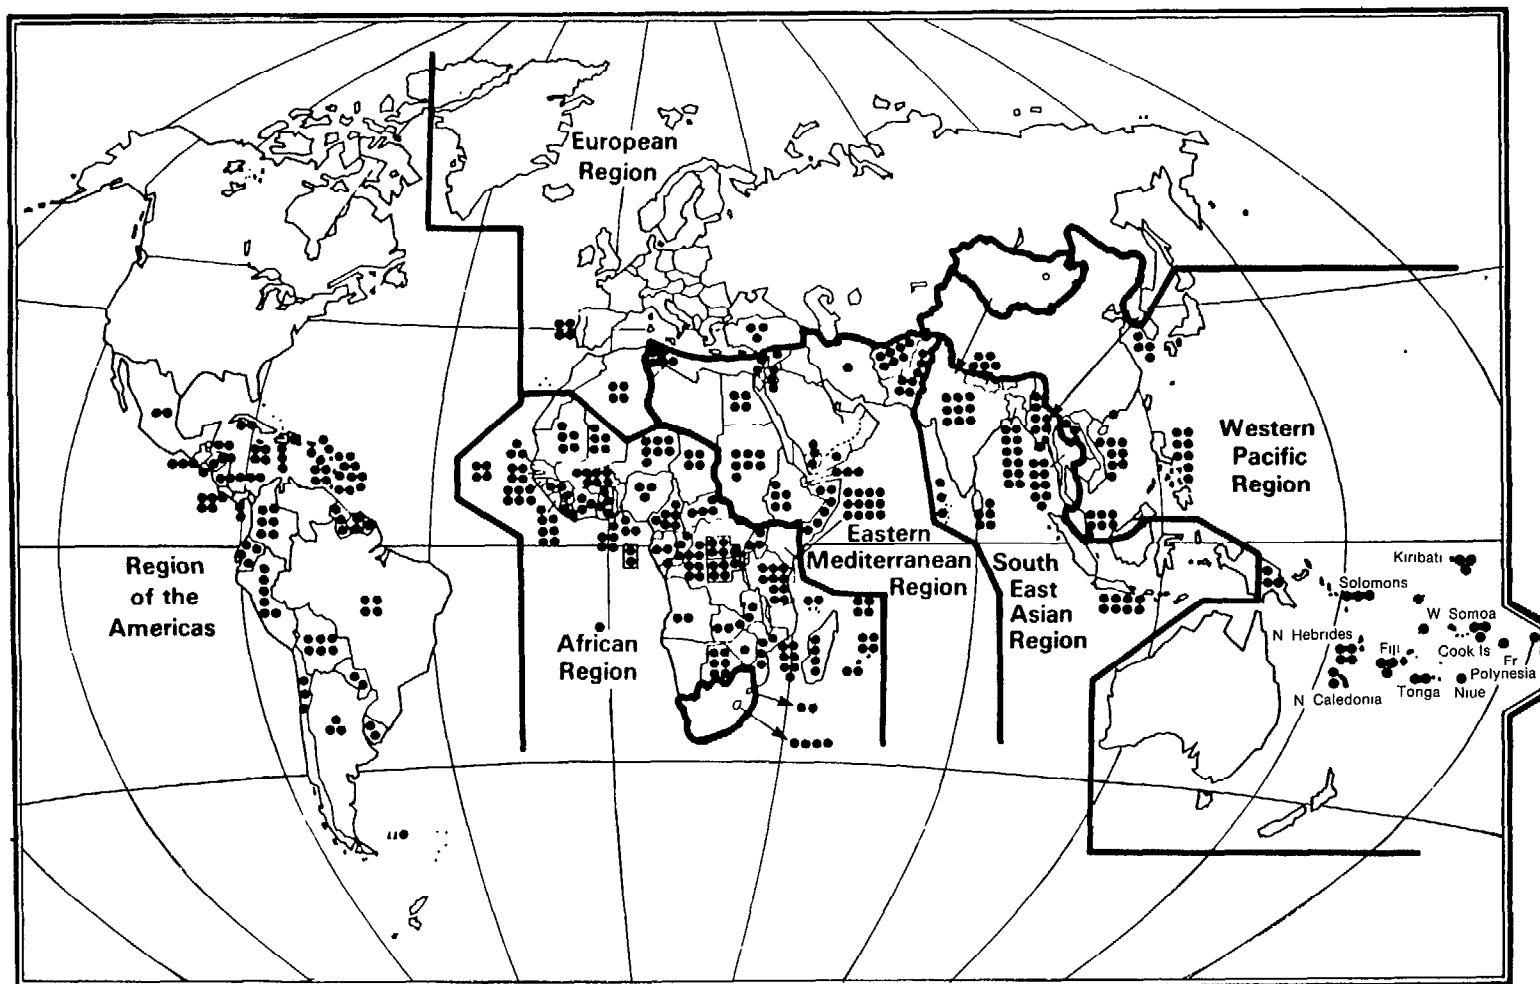 European
Region
Western
Pacific
Region
Region
of the
Americas
African
Region
Eastern
Mediterranean
Region
South
East
Asian
Region
Kiribati
Solomons
W Somoa
N Hebrides
Fiji
Cook Is
Fr
Polynesia
N Caledonia
Tonga
Niue